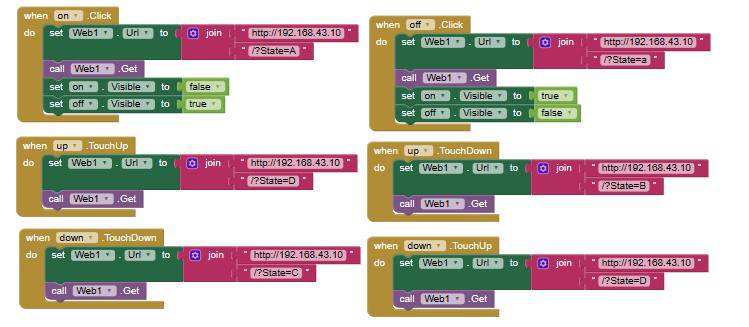 when on .Click
do set Web1 . Url to join " http://192.168.43.10 "
" /?State=A "
call Web1 .Get
set on . Visible to false
set off . Visible to true
when off .Click
do set Web1 . Url to join " http://192.168.43.10 "
" /?State=a "
call Web1 .Get
set on . Visible to true
set off . Visible to false
when up .TouchUp
do set Web1 . Url to join " http://192.168.43.10 "
" /?State=D "
call Web1 .Get
when up .TouchDown
do set Web1 . Url to join " http://192.168.43.10 "
" /?State=B "
call Web1 .Get
when down .TouchDown
do set Web1 . Url to join " http://192.168.43.10 "
" /?State=C "
call Web1 .Get
when down .TouchUp
do set Web1 . Url to join " http://192.168.43.10 "
" /?State=D "
call Web1 .Get